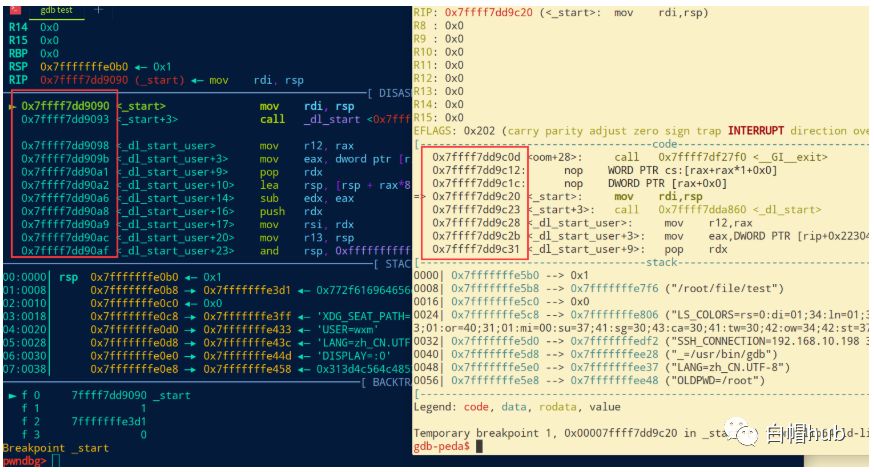 gdb test
R14 0x0
R15 0x0
RBP 0x0
RSP 0x7fffffffe0b0 ◂— 0x1
RIP 0x7ffff7dd9090 (_start) ◂— mov rdi, rsp
[ DISASM
► 0x7ffff7dd9090 <_start> mov rdi, rsp
0x7ffff7dd9093 <_start+3> call _dl_start <0x7ff
0x7ffff7dd9098 <_dl_start_user> mov r12, rax
0x7ffff7dd909b <_dl_start_user+3> mov eax, dword ptr [r
0x7ffff7dd90a1 <_dl_start_user+9> pop rdx
0x7ffff7dd90a2 <_dl_start_user+10> lea rsp, [rsp + rax*8
0x7ffff7dd90a6 <_dl_start_user+14> sub edx, eax
0x7ffff7dd90a8 <_dl_start_user+16> push rdx
0x7ffff7dd90a9 <_dl_start_user+17> mov rsi, rdx
0x7ffff7dd90ac <_dl_start_user+20> mov r13, rsp
0x7ffff7dd90af <_dl_start_user+23> and rsp, 0xfffffffffff
[ STAC
00:0000│ rsp 0x7fffffffe0b0 ◂— 0x1
01:0008│ 0x7fffffffe0b8 —▸ 0x7fffffffe3d1 ◂— 0x772f616964656
02:0010│ 0x7fffffffe0c0 ◂— 0x0
03:0018│ 0x7fffffffe0c8 —▸ 0x7fffffffe3ff ◂— 'XDG_SEAT_PATH=
04:0020│ 0x7fffffffe0d0 —▸ 0x7fffffffe433 ◂— 'USER=wxm'
05:0028│ 0x7fffffffe0d8 —▸ 0x7fffffffe43c ◂— 'LANG=zh_CN.UTF
06:0030│ 0x7fffffffe0e0 —▸ 0x7fffffffe44d ◂— 'DISPLAY=:0'
07:0038│ 0x7fffffffe0e8 —▸ 0x7fffffffe458 ◂— 0x313d4c564c485
[ BACKTRA
► f 0 7ffff7dd9090 _start
f 1 1
f 2 7fffffffe3d1
f 3 0
Breakpoint _start
pwndbg>
RIP: 0x7ffff7dd9c20 (<_start>: mov rdi,rsp)
R8 : 0x0
R9 : 0x0
R10: 0x0
R11: 0x0
R12: 0x0
R13: 0x0
R14: 0x0
R15: 0x0
EFLAGS: 0x202 (carry parity adjust zero sign trap INTERRUPT direction ove
[code
0x7ffff7dd9c0d <oom+28>: call 0x7ffff7df27f0 <__GI__exit>
0x7ffff7dd9c12: nop WORD PTR cs:[rax+rax*1+0x0]
0x7ffff7dd9c1c: nop DWORD PTR [rax+0x0]
=> 0x7ffff7dd9c20 <_start>: mov rdi,rsp
0x7ffff7dd9c23 <_start+3>: call 0x7ffff7dda860 <_dl_start>
0x7ffff7dd9c28 <_dl_start_user>: mov r12,rax
0x7ffff7dd9c2b <_dl_start_user+3>: mov eax,DWORD PTR [rip+0x22304
0x7ffff7dd9c31 <_dl_start_user+9>: pop rdx
[stack
0000| 0x7fffffffe5b0 --> 0x1
0008| 0x7fffffffe5b8 --> 0x7fffffffe7f6 ("/root/file/test")
0016| 0x7fffffffe5c0 --> 0x0
0024| 0x7fffffffe5c8 --> 0x7fffffffe806 ("LS_COLORS=rs=0:di=01;34:ln=01;3
3;01:or=40;31;01:mi=00:su=37;41:sg=30;43:ca=30;41:tw=30;42:ow=34;42:st=37
0032| 0x7fffffffe5d0 --> 0x7fffffffedf2 ("SSH_CONNECTION=192.168.10.198 3
0040| 0x7fffffffe5d8 --> 0x7fffffffee28 ("_=/usr/bin/gdb")
0048| 0x7fffffffe5e0 --> 0x7fffffffee37 ("LANG=zh_CN.UTF-8")
0056| 0x7fffffffe5e8 --> 0x7fffffffee48 ("OLDPWD=/root")
[
Legend: code, data, rodata, value
Temporary breakpoint 1, 0x00007ffff7dd9c20 in _sta
gdb-peda$
白帽hub